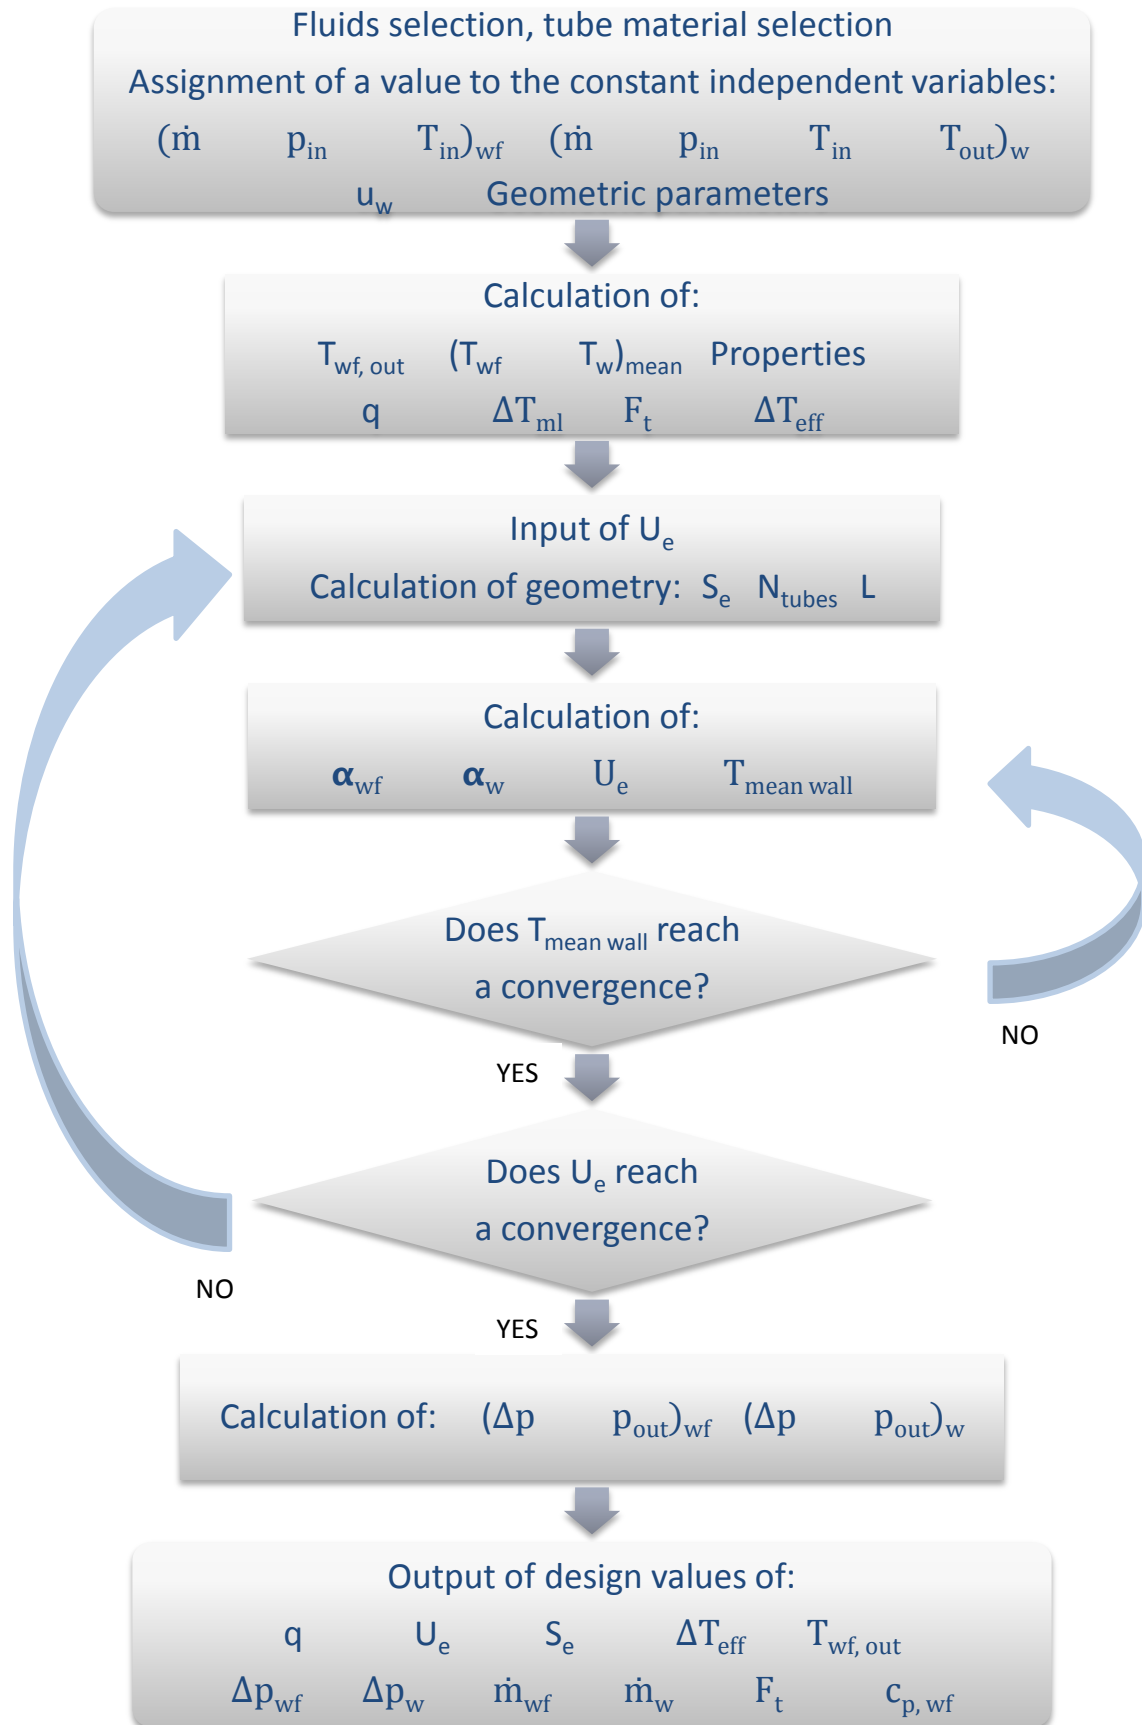 Fluids selection, tube material selection
Assignment of a value to the constant independent variables:
(ṁ p_in T_in)_wf (ṁ p_in T_in T_out)_w
u_w Geometric parameters
Calculation of:
T_wf, out (T_wf T_w)_mean Properties
q ΔT_ml F_t ΔT_eff
Input of U_e
Calculation of geometry: S_e N_tubes L
Calculation of:
α_wf α_w U_e T_mean wall
Does T_mean wall reach
a convergence?
NO
YES
Does U_e reach
a convergence?
NO
YES
Calculation of: (Δp p_out)_wf (Δp p_out)_w
Output of design values of:
q U_e S_e ΔT_eff T_wf, out
Δp_wf Δp_w ṁ_wf ṁ_w F_t c_p, wf